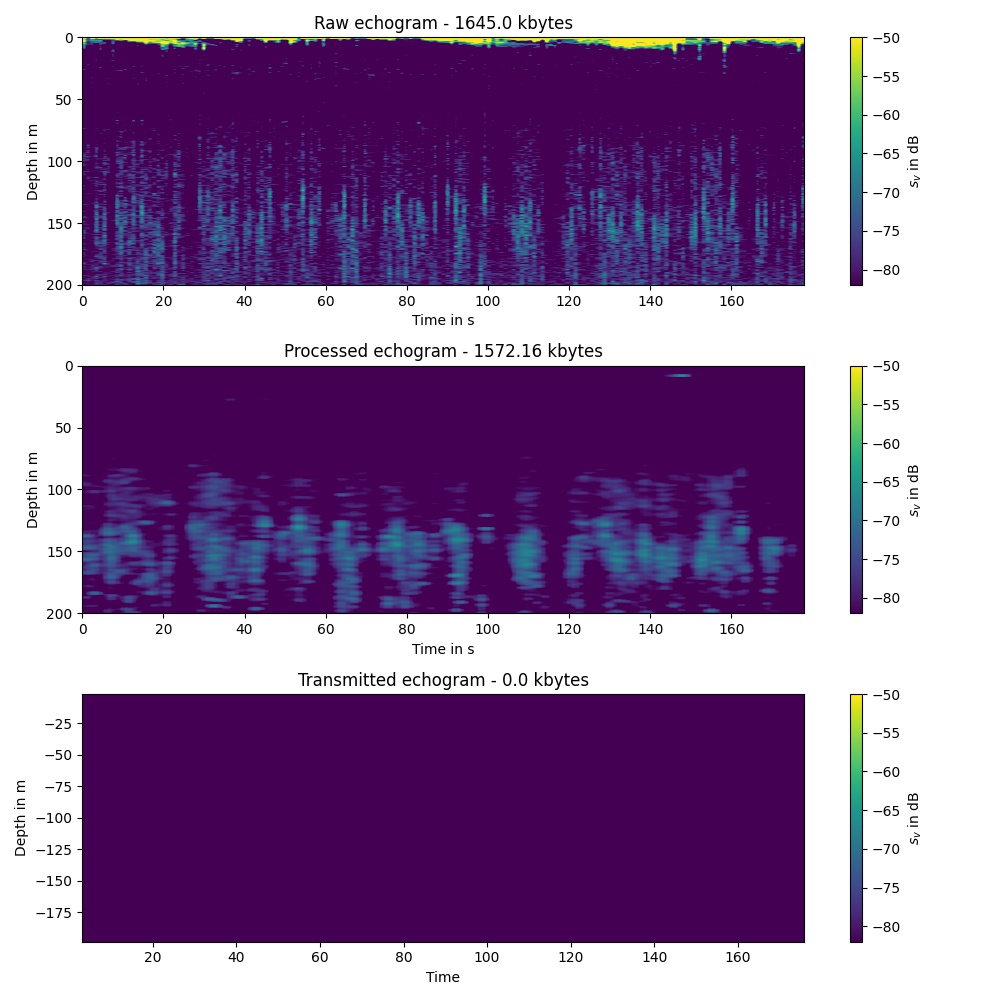 Raw echogram - 1645.0 kbytes
0
50
100
150
200
Depth in m
0 20 40 60 80 100 120 140 160
Time in s
−50
−55
−60
−65
−70
−75
−80
sv in dB
Processed echogram - 1572.16 kbytes
0
50
100
150
200
Depth in m
0 20 40 60 80 100 120 140 160
Time in s
−50
−55
−60
−65
−70
−75
−80
sv in dB
Transmitted echogram - 0.0 kbytes
−25
−50
−75
−100
−125
−150
−175
Depth in m
20 40 60 80 100 120 140 160
Time
−50
−55
−60
−65
−70
−75
−80
sv in dB